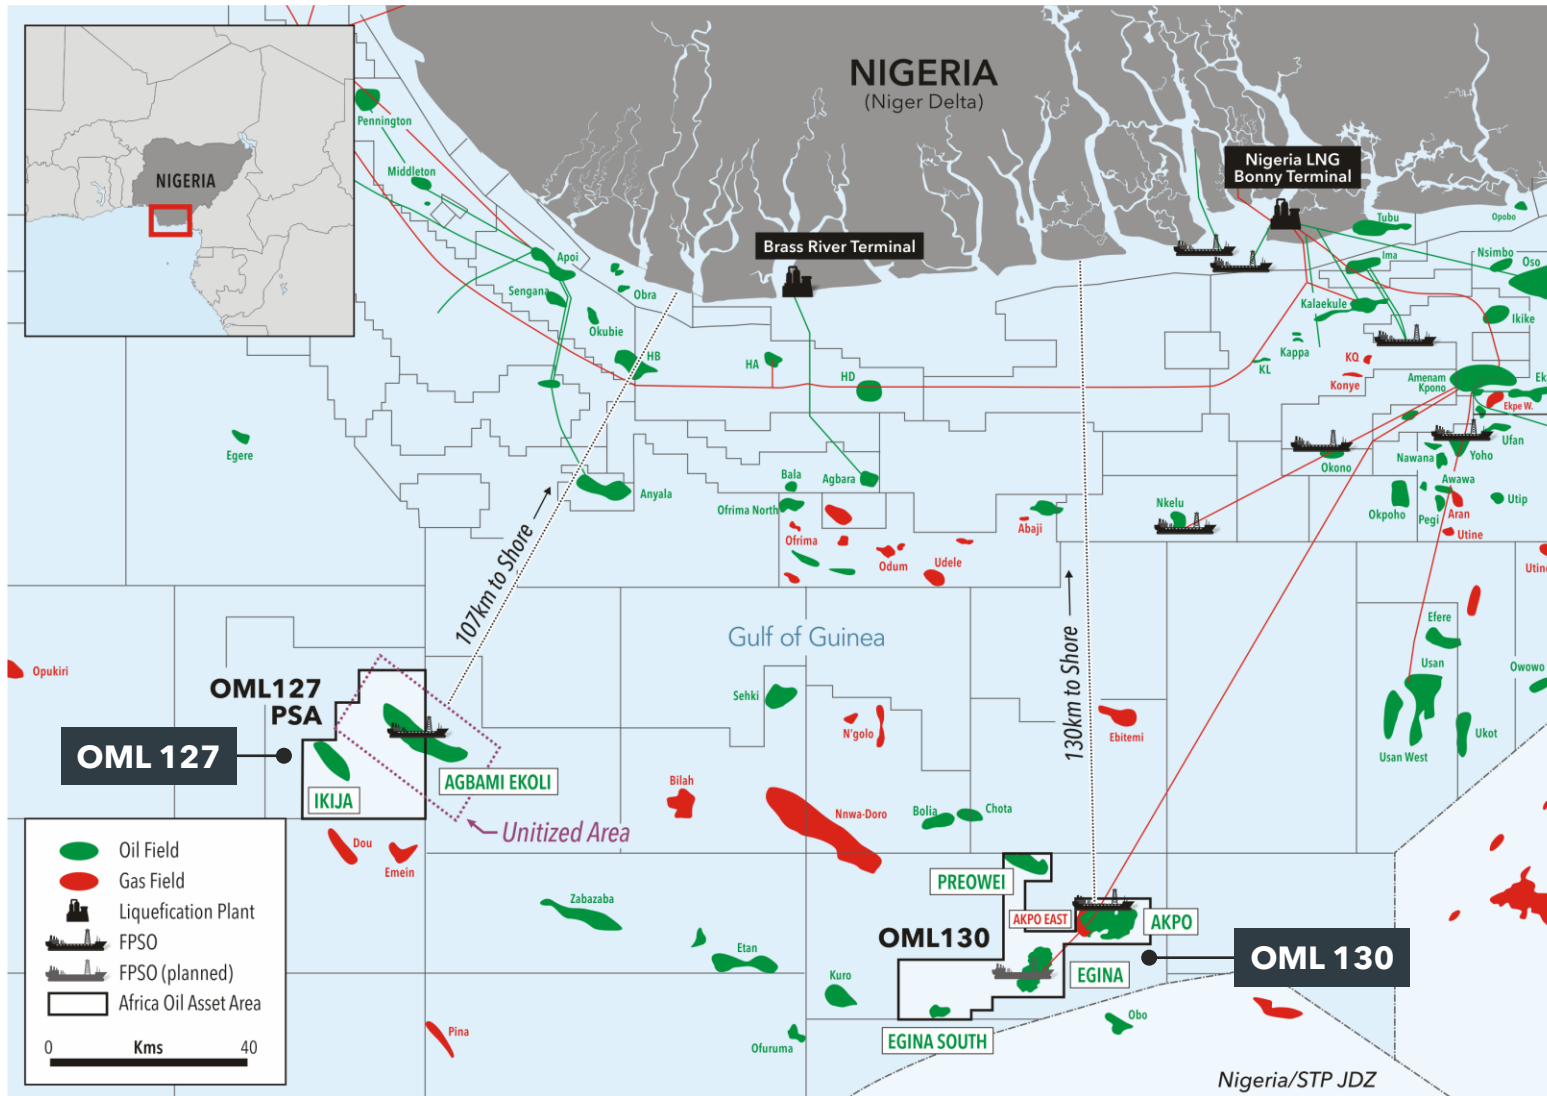 NIGERIA
(Niger Delta)
NIGERIA
Pennington
Middleton
Nigeria LNG
Bonny Terminal
Brass River Terminal
Tubu
Opobo
Apoi
Sengana
Obra
Okubie
HB
HA
HD
Ima
Nsimbo
Oso
Kalaekule
Ikike
Kappa
KL
KQ
Konye
Amenam
Kpono
Ek
Ekpe W.
Ufan
Yoho
Okono
Nawana
Awawa
Okpoho
Pegi
Aran
Utip
Utine
Utine
Egere
Anyala
Bala
Agbara
Ofrima North
Ofrima
Odum
Udele
Abaji
Nkelu
107km to Shore
130km to Shore
Gulf of Guinea
Efere
Usan
Owowo
Usan West
Ukot
Opukiri
OML127
PSA
OML 127
IKIJA
AGBAMI EKOLI
Unitized Area
Sehki
N'golo
Ebitemi
Bilah
Nnwa-Doro
Bolia
Chota
Dou
Emein
Zabazaba
Etan
Kuro
Pina
Ofuruma
PREOWEI
AKPO EAST
AKPO
OML130
EGINA
OML 130
EGINA SOUTH
Obo
Nigeria/STP JDZ
Oil Field
Gas Field
Liquefication Plant
FPSO
FPSO (planned)
Africa Oil Asset Area
0 Kms 40